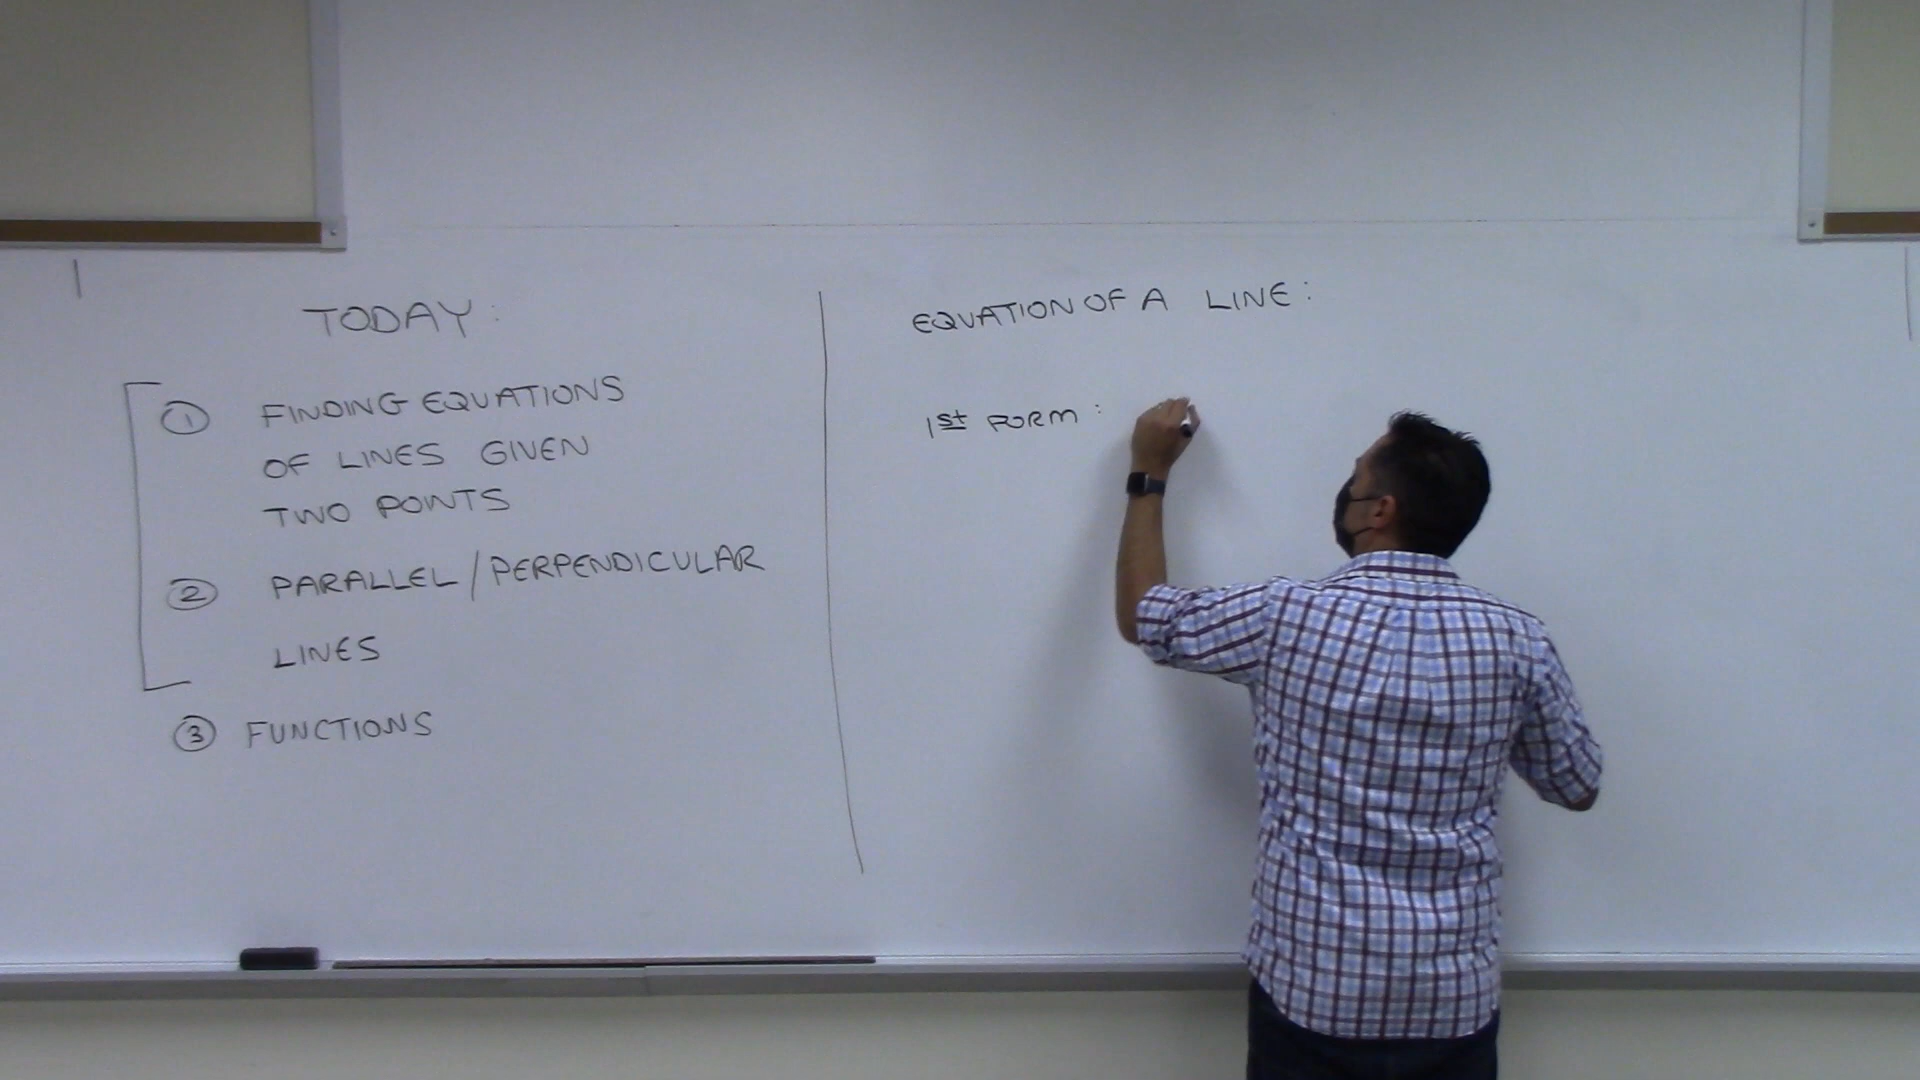 TODAY:
① FINDING EQUATIONS
OF LINES GIVEN
TWO POINTS
② PARALLEL/PERPENDICULAR
LINES
③ FUNCTIONS
EQUATION OF A LINE:
1st FORM: